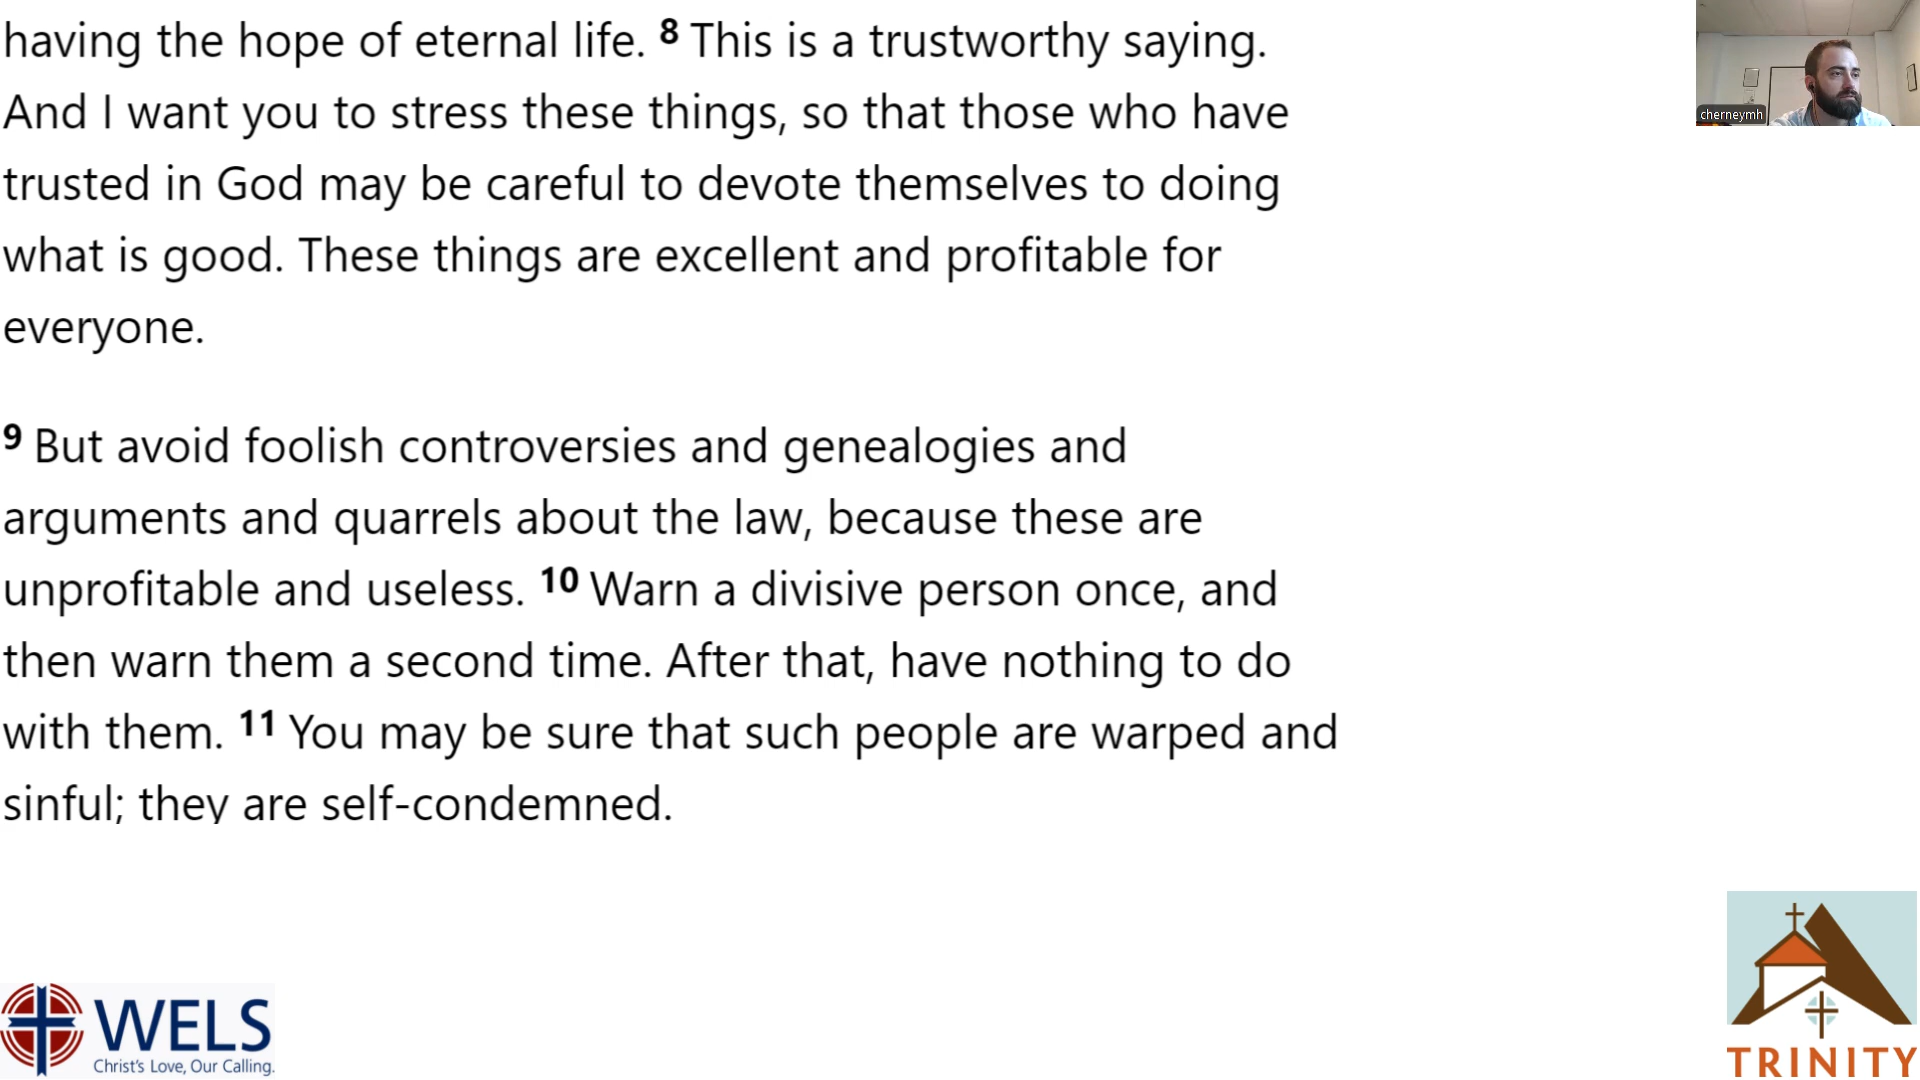 having the hope of eternal life. 8 This is a trustworthy saying.
And I want you to stress these things, so that those who have
trusted in God may be careful to devote themselves to doing
what is good. These things are excellent and profitable for
everyone.
9 But avoid foolish controversies and genealogies and
arguments and quarrels about the law, because these are
unprofitable and useless. 10 Warn a divisive person once, and
then warn them a second time. After that, have nothing to do
with them. 11 You may be sure that such people are warped and
sinful; they are self-condemned.
cherneymh
WELS
Christ's Love, Our Calling.
TRINITY